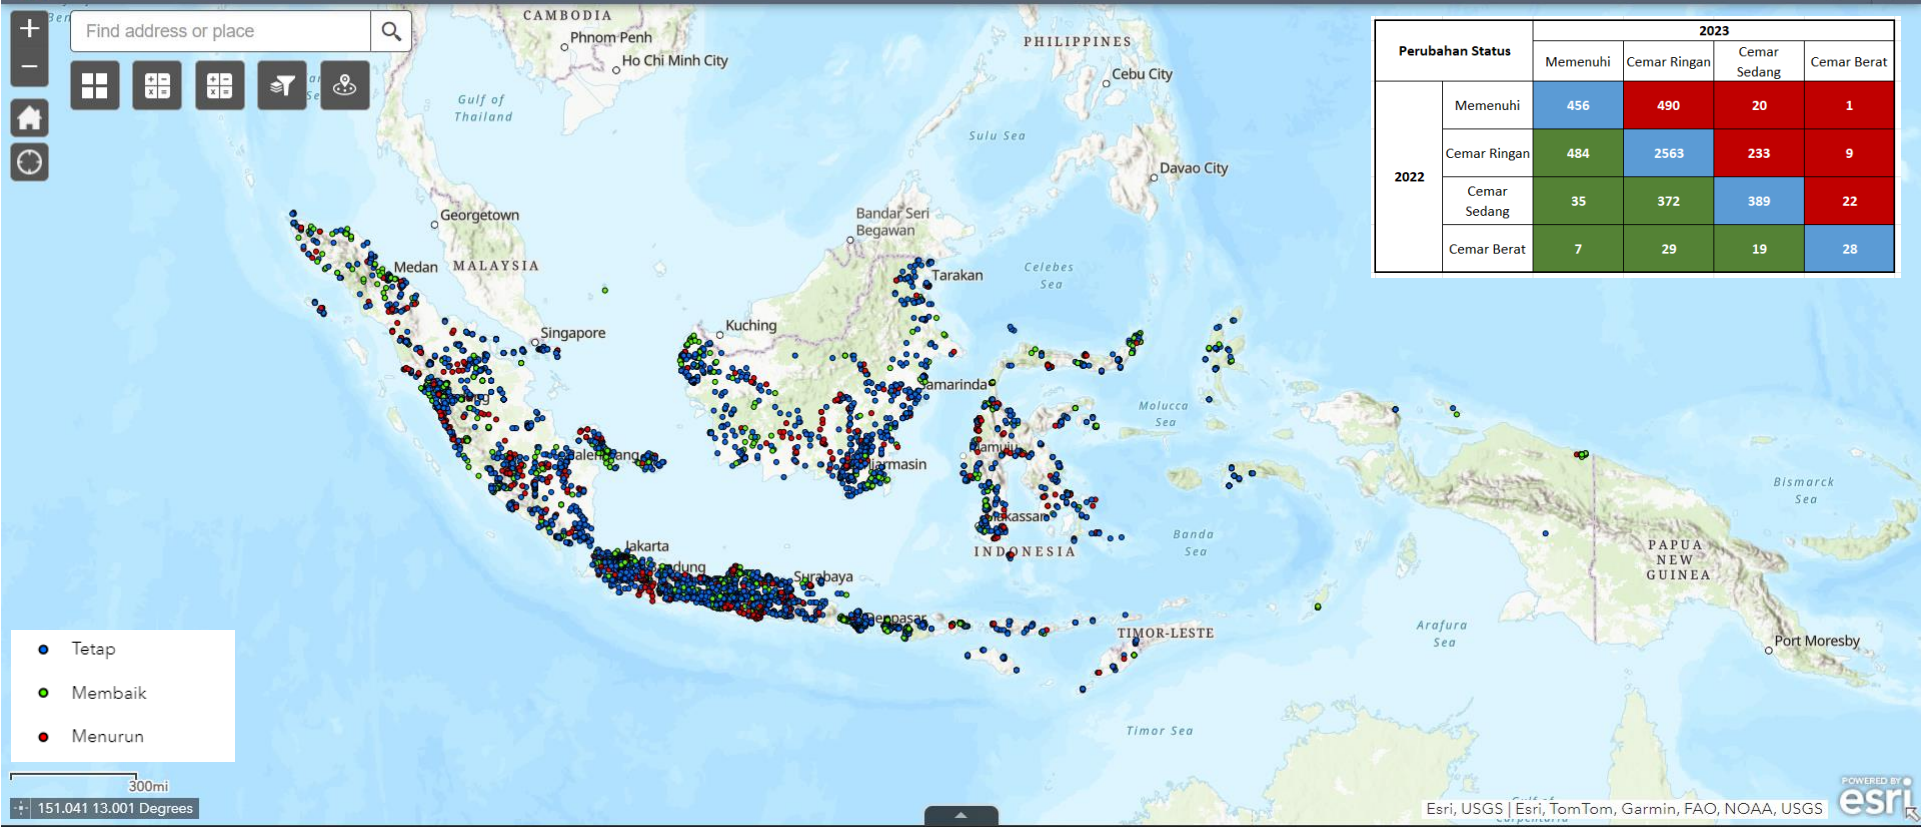 Find address or place
CAMBODIA
Phnom Penh
Ho Chi Minh City
Gulf of
Thailand
PHILIPPINES
Cebu City
Sulu Sea
Davao City
Georgetown
Bandar Seri
Begawan
Medan
MALAYSIA
Celebes
Sea
Tarakan
Singapore
Kuching
Samarinda
Molucca
Sea
Mamuju
Bismarck
Sea
Banda
Sea
INDONESIA
Jakarta
Surabaya
Denpasar
PAPUA
NEW
GUINEA
TIMOR-LESTE
Arafura
Sea
Port Moresby
Timor Sea
Perubahan Status
2023
Memenuhi
Cemar Ringan
Cemar
Sedang
Cemar Berat
2022
Memenuhi
456
490
20
1
Cemar Ringan
484
2563
233
9
Cemar
Sedang
35
372
389
22
Cemar Berat
7
29
19
28
Tetap
Membaik
Menurun
300mi
151.041 13.001 Degrees
Esri, USGS | Esri, TomTom, Garmin, FAO, NOAA, USGS
POWERED BY
esri